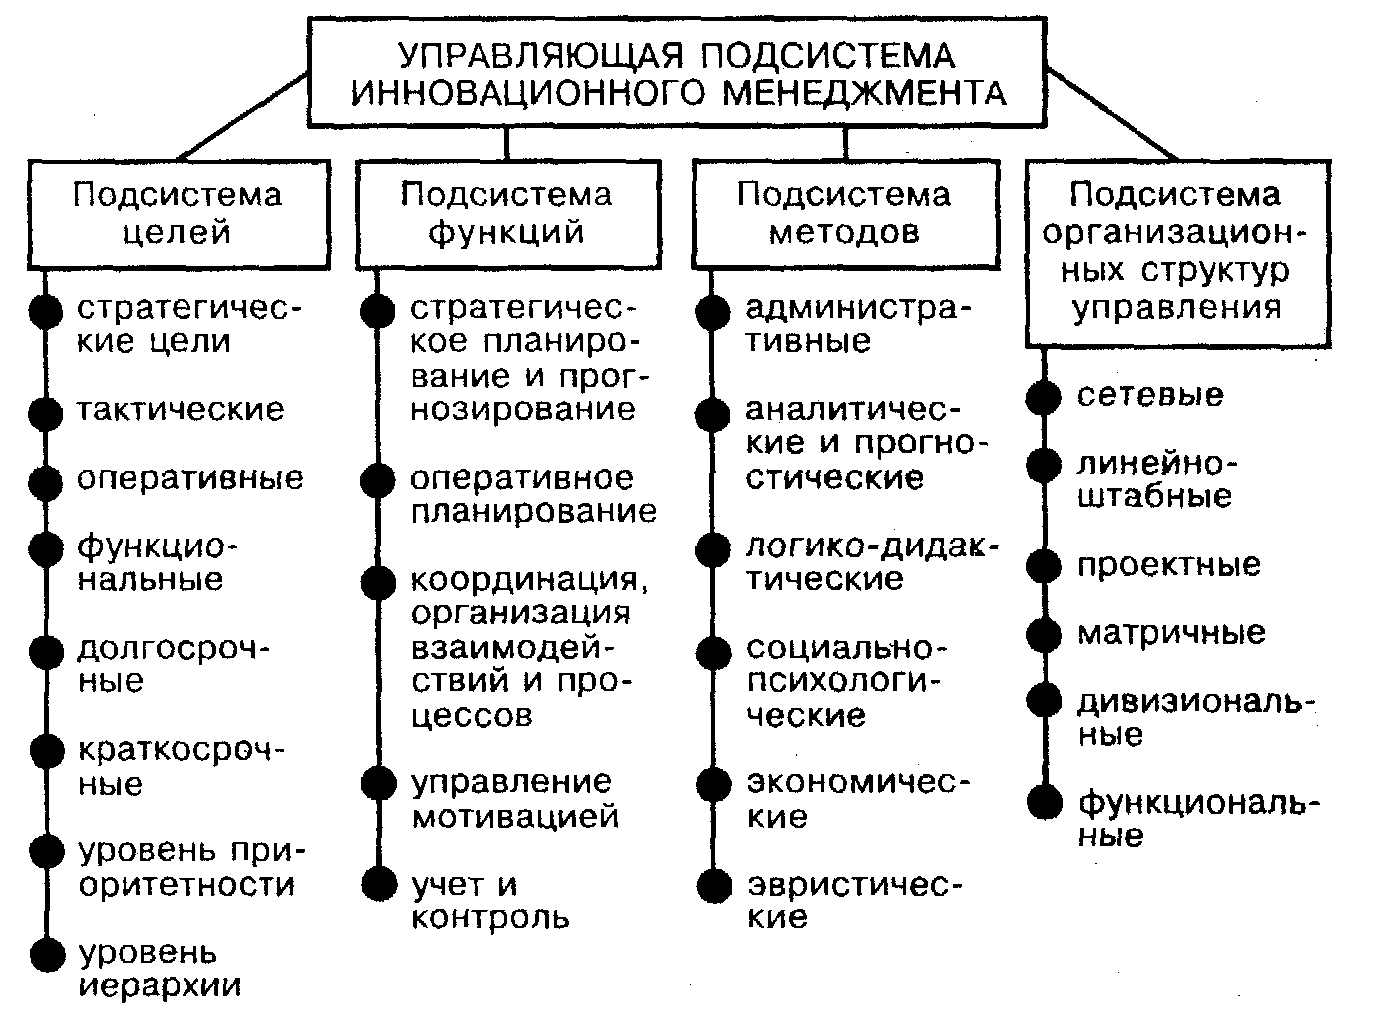 УПРАВЛЯЮЩАЯ ПОДСИСТЕМА
ИННОВАЦИОННОГО МЕНЕДЖМЕНТА
Подсистема
целей
стратегичес-
кие цели
тактические
оперативные
функцио-
нальные
долгосроч-
ные
краткосроч-
ные
уровень при-
оритетности
уровень
иерархии
Подсистема
функций
стратегичес-
кое планиро-
вание и прог-
нозирование
оперативное
планирование
координация,
организация
взаимодей-
ствий и про-
цессов
управление
мотивацией
учет и
контроль
Подсистема
методов
администра-
тивные
аналитичес-
кие и прогно-
стические
логико-дидак-
тические
социально-
психологи-
ческие
экономичес-
кие
эвристичес-
кие
Подсистема
организацион-
ных структур
управления
сетевые
линейно-
штабные
проектные
матричные
дивизиональ-
ные
функциональ-
ные